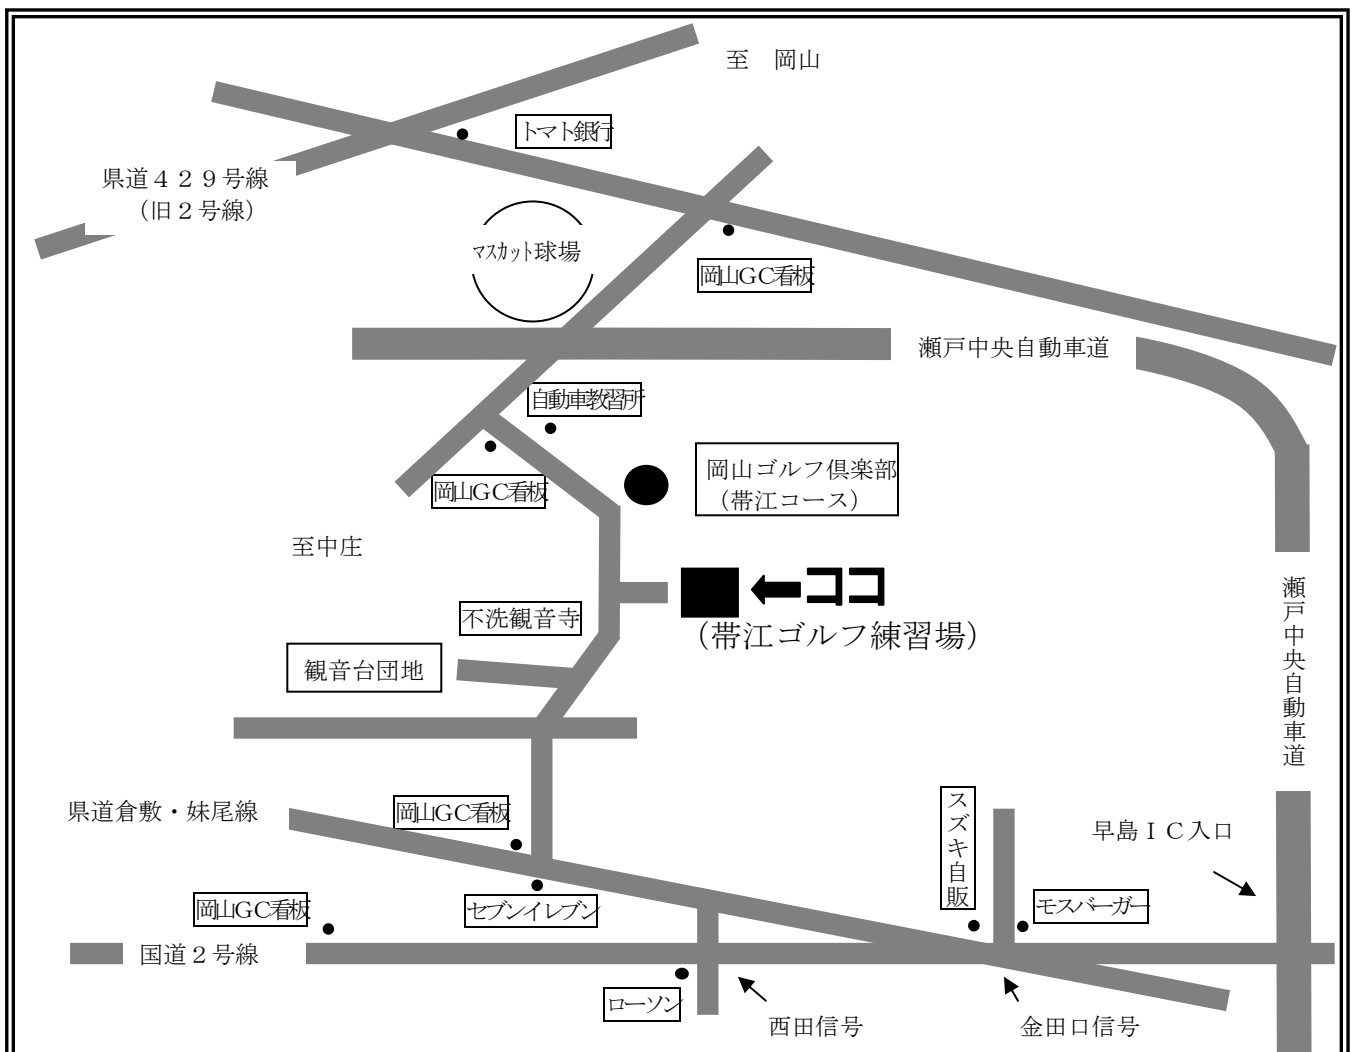 至　岡山
トマト銀行
県道４２９号線
（旧２号線）
マスカット球場
岡山GC看板
瀬戸中央自動車道
自動車教習所
岡山ゴルフ倶楽部
（帯江コース）
岡山GC看板
至中庄
ココ
不洗観音寺
（帯江ゴルフ練習場）
観音台団地
瀬戸中央自動車道
県道倉敷・妹尾線
岡山GC看板
スズキ自販
早島ＩＣ入口
岡山GC看板
セブンイレブン
モスバーガー
国道２号線
ローソン
西田信号
金田口信号